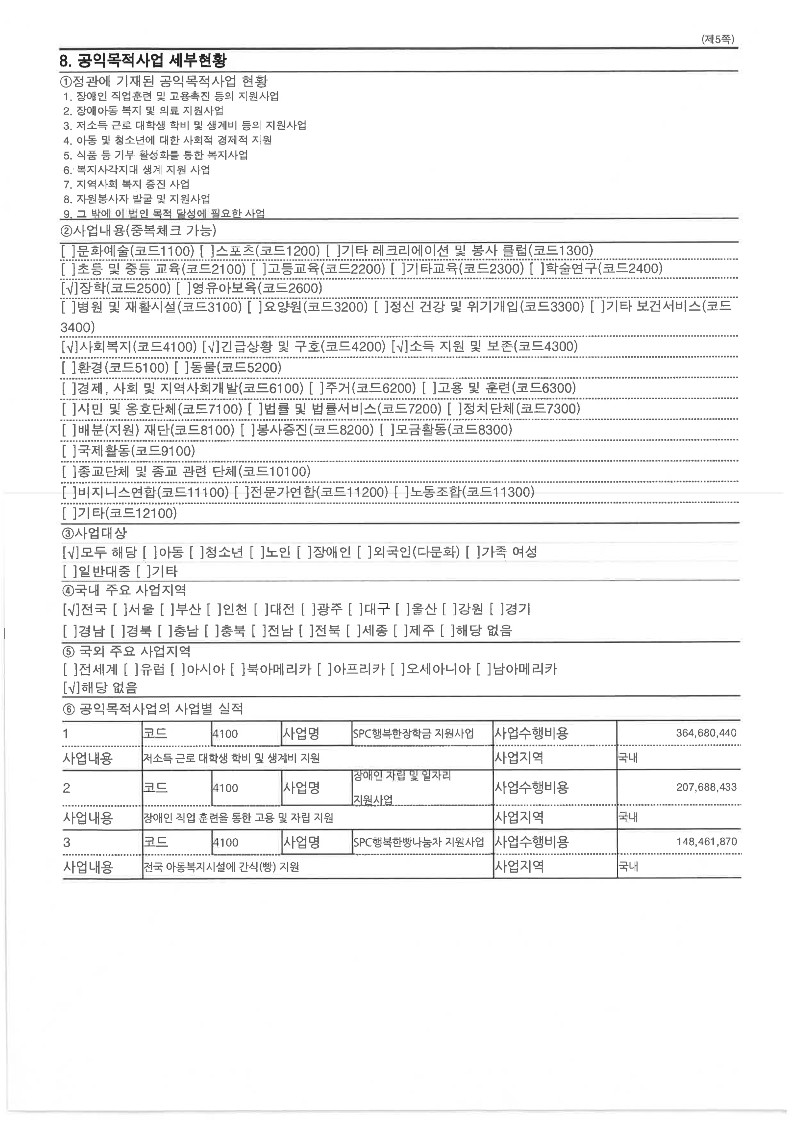 (제5쪽)
8. 공익목적사업 세부현황
①정관에 기재된 공익목적사업 현황
1. 장애인 직업훈련 및 고용촉진 등의 지원사업
2. 장애아동 복지 및 의료 지원사업
3. 저소득 근로 대학생 학비 및 생계비 등의 지원사업
4. 아동 및 청소년에 대한 사회적 경제적 지원
5. 식품 등 기부 활성화를 통한 복지사업
6. 복지사각지대 생계 지원 사업
7. 지역사회 복지 증진 사업
8. 자원봉사자 발굴 및 지원사업
9. 그 밖에 이 법인 목적 달성에 필요한 사업
②사업내용(중복체크 가능)
[ ]문화예술(코드1100) [ ]스포츠(코드1200) [ ]기타 레크리에이션 및 봉사 클럽(코드1300)
[ ]초등 및 중등 교육(코드2100) [ ]고등교육(코드2200) [ ]기타교육(코드2300) [ ]학술연구(코드2400)
[√]장학(코드2500) [ ]영유아보육(코드2600)
[ ]병원 및 재활시설(코드3100) [ ]요양원(코드3200) [ ]정신 건강 및 위기개입(코드3300) [ ]기타 보건서비스(코드
3400)
[√]사회복지(코드4100) [√]긴급상황 및 구호(코드4200) [√]소득 지원 및 보존(코드4300)
[ ]환경(코드5100) [ ]동물(코드5200)
[ ]경제, 사회 및 지역사회개발(코드6100) [ ]주거(코드6200) [ ]고용 및 훈련(코드6300)
[ ]시민 및 옹호단체(코드7100) [ ]법률 및 법률서비스(코드7200) [ ]정치단체(코드7300)
[ ]배분(지원) 재단(코드8100) [ ]봉사증진(코드8200) [ ]모금활동(코드8300)
[ ]국제활동(코드9100)
[ ]종교단체 및 종교 관련 단체(코드10100)
[ ]비지니스연합(코드11100) [ ]전문가연합(코드11200) [ ]노동조합(코드11300)
[ ]기타(코드12100)
③사업대상
[√]모두 해당 [ ]아동 [ ]청소년 [ ]노인 [ ]장애인 [ ]외국인(다문화) [ ]가족 여성
[ ]일반대중 [ ]기타
④국내 주요 사업지역
[√]전국 [ ]서울 [ ]부산 [ ]인천 [ ]대전 [ ]광주 [ ]대구 [ ]울산 [ ]강원 [ ]경기
[ ]경남 [ ]경북 [ ]충남 [ ]충북 [ ]전남 [ ]전북 [ ]세종 [ ]제주 [ ]해당 없음
⑤ 국외 주요 사업지역
[ ]전세계 [ ]유럽 [ ]아시아 [ ]북아메리카 [ ]아프리카 [ ]오세아니아 [ ]남아메리카
[√]해당 없음
⑥ 공익목적사업의 사업별 실적
1 코드 4100 사업명 SPC행복한장학금 지원사업 사업수행비용 364,680,440
사업내용 저소득 근로 대학생 학비 및 생계비 지원 사업지역 국내
2 코드 4100 사업명 장애인 자립 및 일자리 지원사업 사업수행비용 207,688,433
사업내용 장애인 직업 훈련을 통한 고용 및 자립 지원 사업지역 국내
3 코드 4100 사업명 SPC행복한빵나눔차 지원사업 사업수행비용 148,461,870
사업내용 전국 아동복지시설에 간식(빵) 지원 사업지역 국내